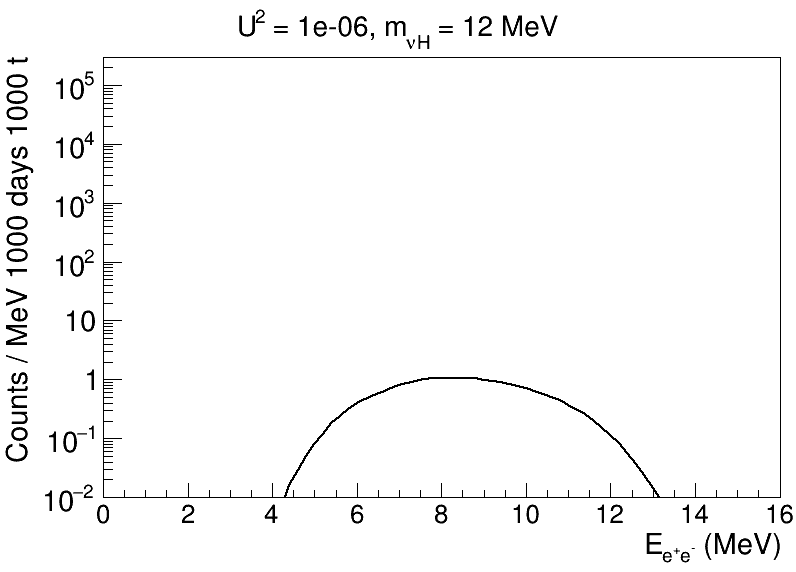 U² = 1e-06, m_νH = 12 MeV
Counts / MeV 1000 days 1000 t
10⁵
10⁴
10³
10²
10
1
10⁻¹
10⁻²
0 2 4 6 8 10 12 14 16
E_e⁺e⁻ (MeV)